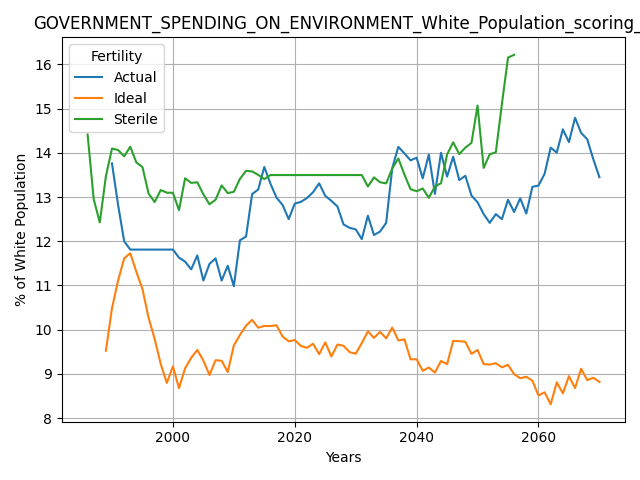 GOVERNMENT_SPENDING_ON_ENVIRONMENT_White_Population_scoring_
Fertility
Actual
Ideal
Sterile
% of White Population
16
15
14
13
12
11
10
9
8
2000 2020 2040 2060
Years